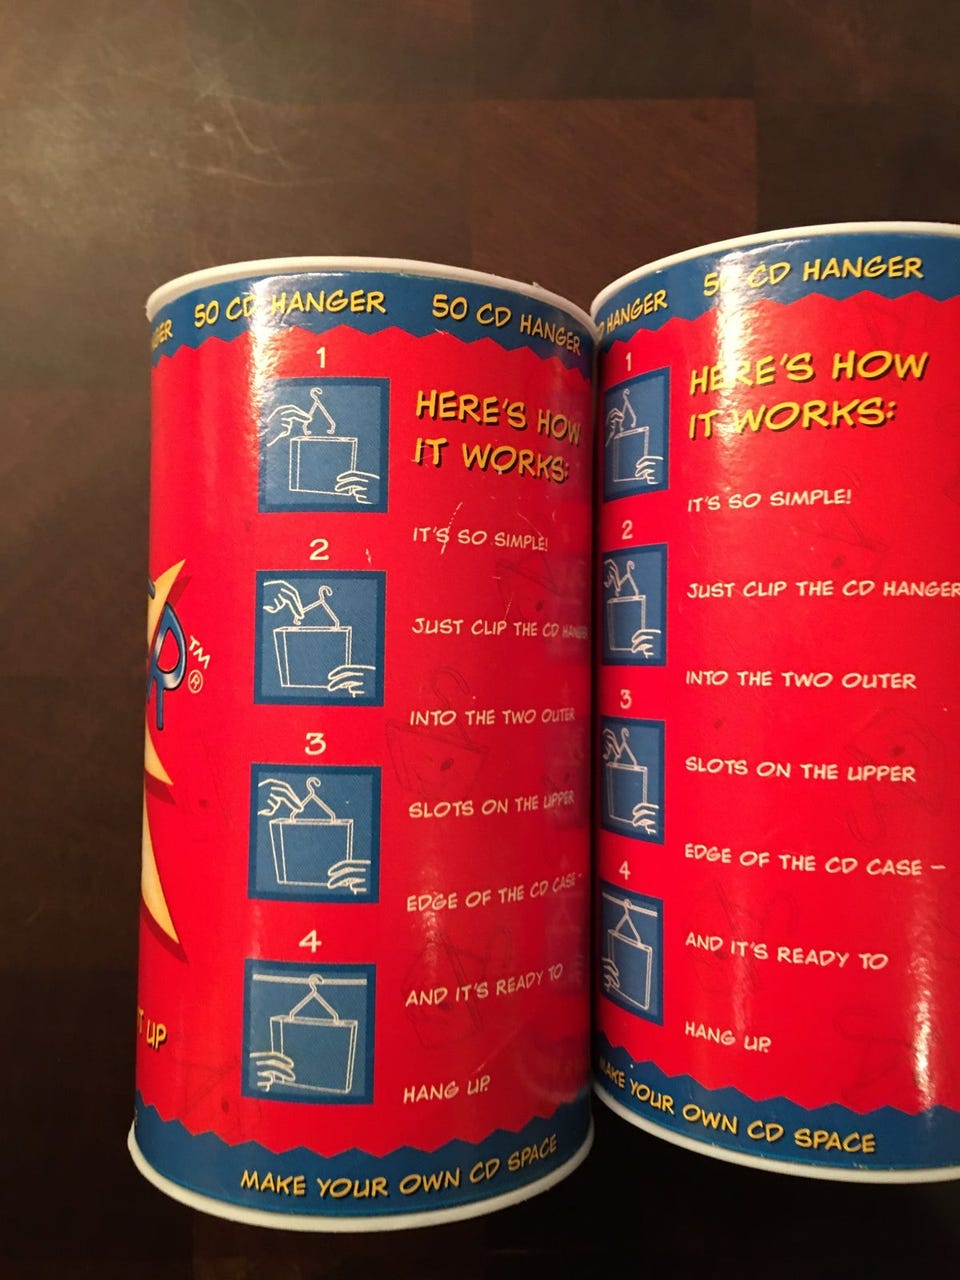 50 CD HANGER 50 CD HANGER
1
HERE'S HOW
IT WORKS:
IT'S SO SIMPLE!
2
JUST CLIP THE CD HANGER
INTO THE TWO OUTER
3
SLOTS ON THE UPPER
EDGE OF THE CD CASE -
4
AND IT'S READY TO
HANG UP.
MAKE YOUR OWN CD SPACE
R™
®
T UP
HANGER 50 CD HANGER
1
HERE'S HOW
IT WORKS:
IT'S SO SIMPLE!
2
JUST CLIP THE CD HANGER
INTO THE TWO OUTER
3
SLOTS ON THE UPPER
EDGE OF THE CD CASE -
4
AND IT'S READY TO
HANG UP.
MAKE YOUR OWN CD SPACE